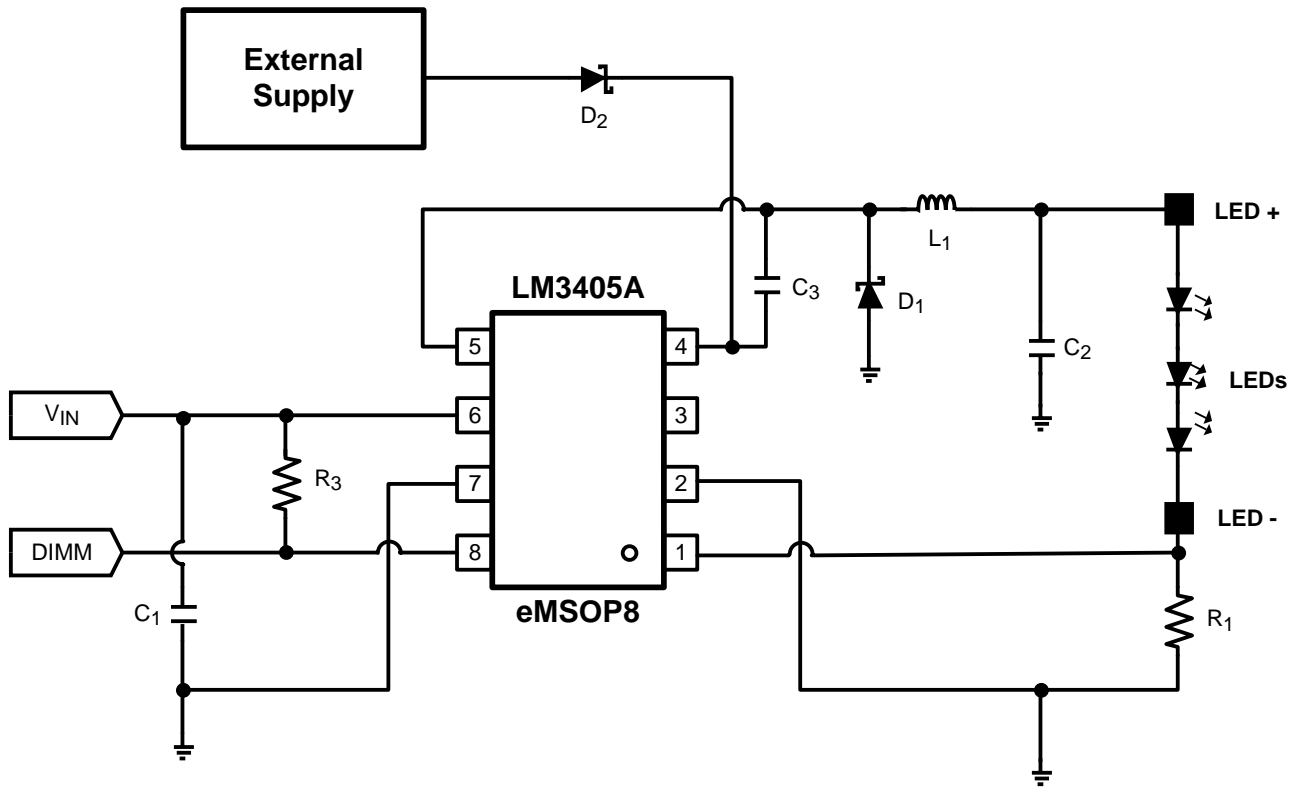 External
Supply
D2
LED +
L1
LM3405A
C3
D1
5
4
C2
LEDs
VIN
6
3
R3
7
2
LED -
DIMM
8
1
C1
eMSOP8
R1